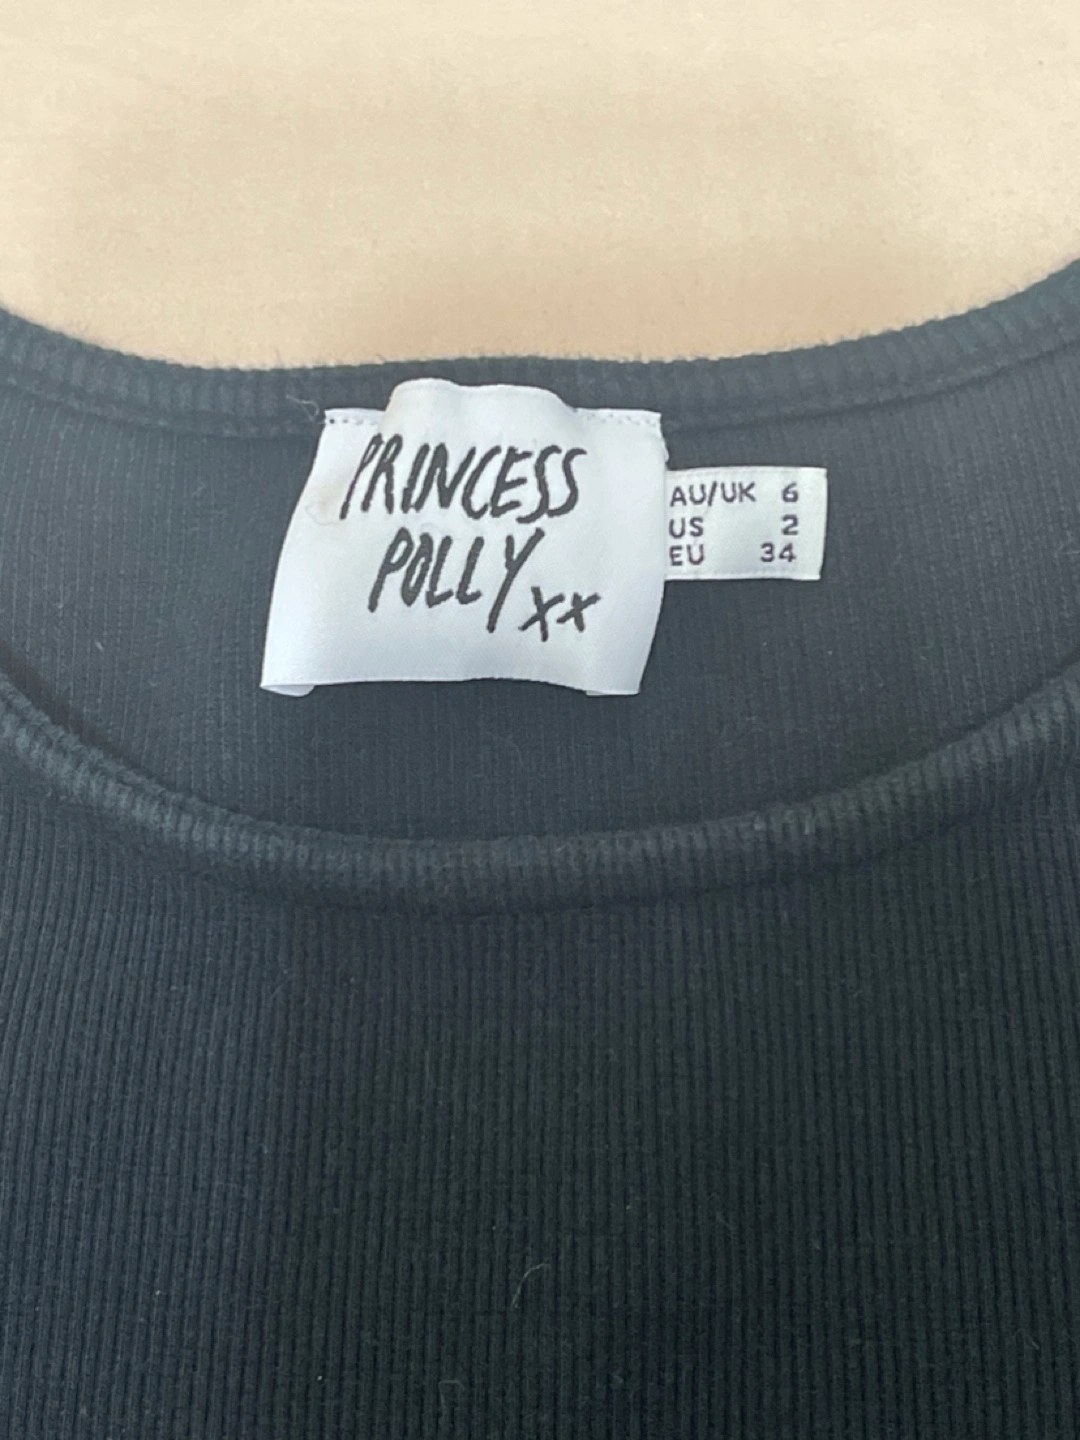 PRINCESS
POLLY xx
AU/UK 6
US 2
EU 34